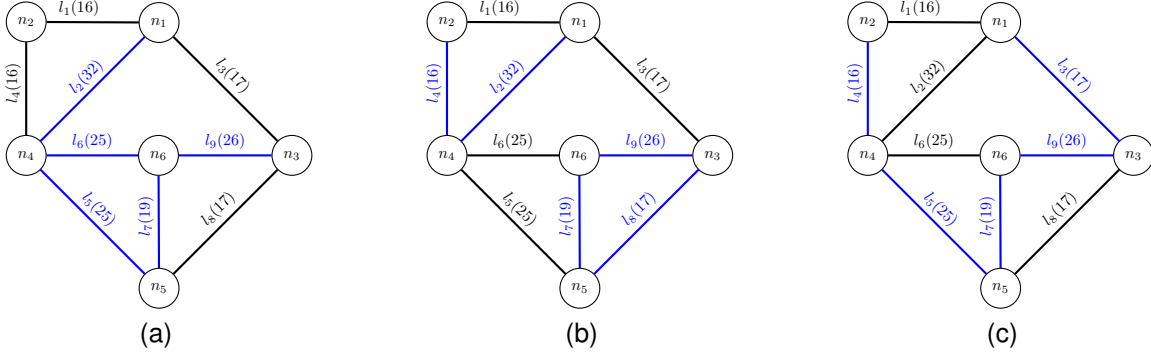 l1(16)
n2
n1
l4(16)
l2(32)
l3(17)
l6(25)
l9(26)
n4
n6
n3
l5(25)
l7(19)
l8(17)
n5
(a)
l1(16)
n2
n1
l4(16)
l2(32)
l3(17)
l6(25)
l9(26)
n4
n6
n3
l5(25)
l7(19)
l8(17)
n5
(b)
l1(16)
n2
n1
l4(16)
l2(32)
l3(17)
l6(25)
l9(26)
n4
n6
n3
l5(25)
l7(19)
l8(17)
n5
(c)